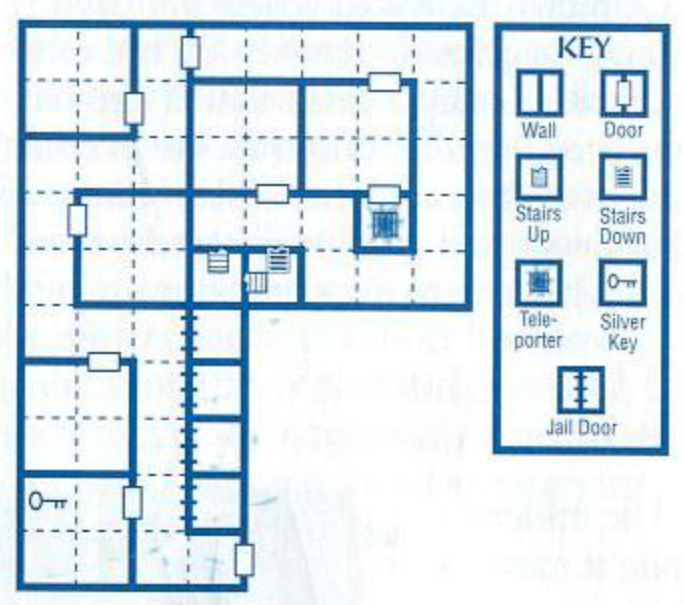 KEY
Wall
Door
Stairs
Up
Stairs
Down
Tele-
porter
Silver
Key
Jail Door